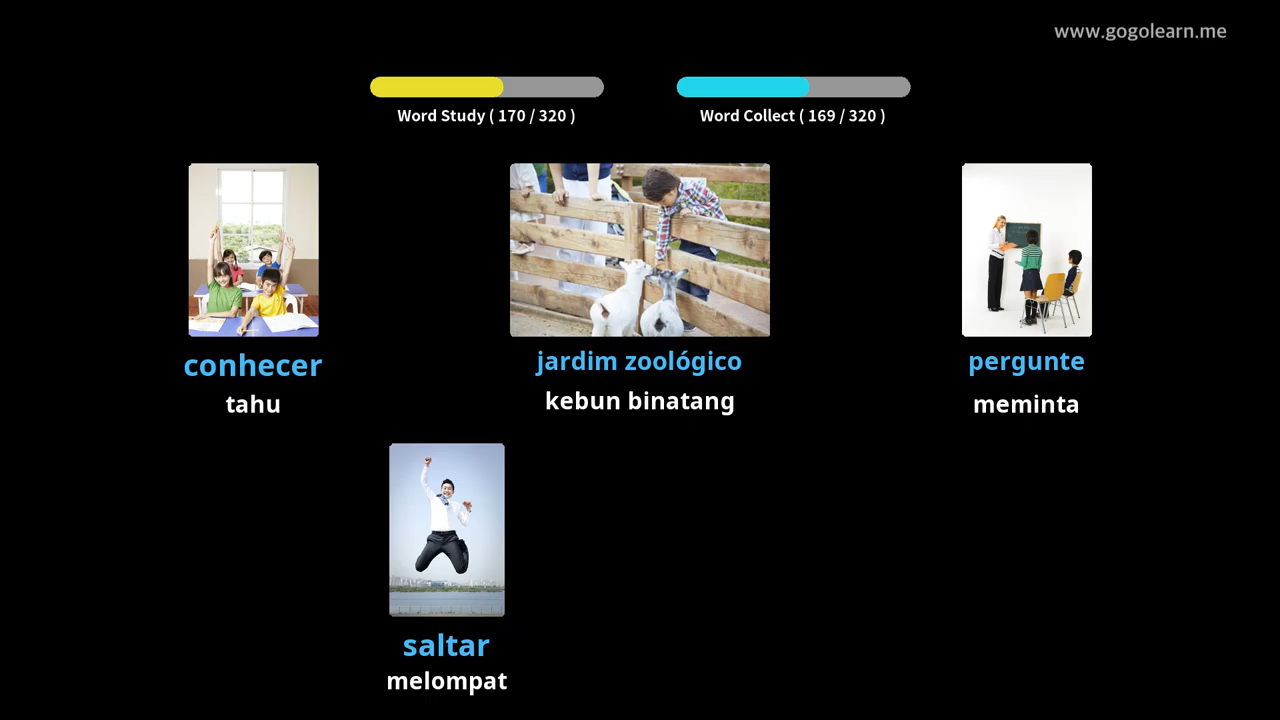 www.gogolearn.me
Word Study ( 170 / 320 )
Word Collect ( 169 / 320 )
conhecer
tahu
jardim zoológico
kebun binatang
pergunte
meminta
saltar
melompat